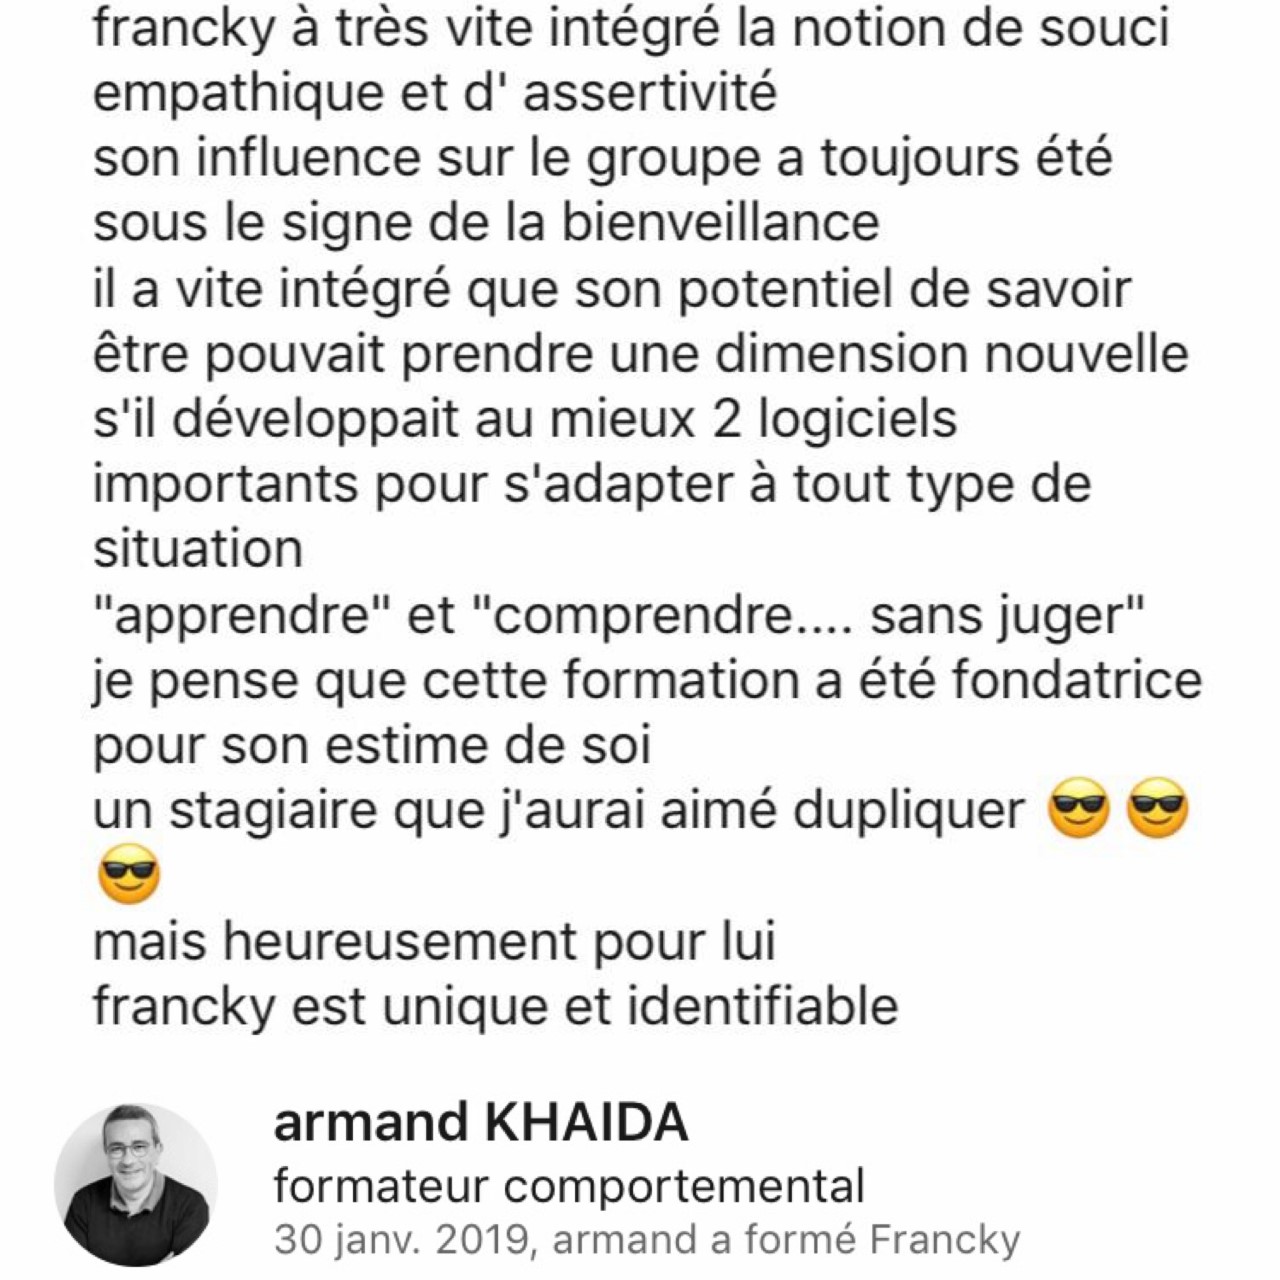 francky à très vite intégré la notion de souci
empathique et d' assertivité
son influence sur le groupe a toujours été
sous le signe de la bienveillance
il a vite intégré que son potentiel de savoir
être pouvait prendre une dimension nouvelle
s'il développait au mieux 2 logiciels
importants pour s'adapter à tout type de
situation
"apprendre" et "comprendre.... sans juger"
je pense que cette formation a été fondatrice
pour son estime de soi
un stagiaire que j'aurai aimé dupliquer 😎 😎
😎
mais heureusement pour lui
francky est unique et identifiable
armand KHAIDA
formateur comportemental
30 janv. 2019, armand a formé Francky